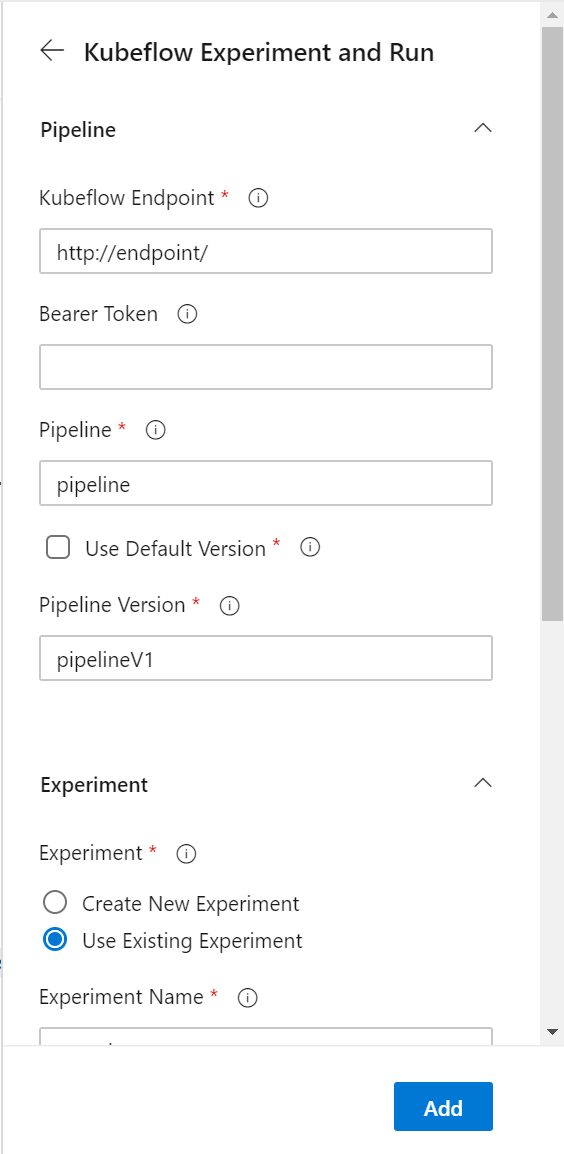 Kubeflow Experiment and Run
Pipeline
Kubeflow Endpoint *
http://endpoint/
Bearer Token
Pipeline *
pipeline
Use Default Version *
Pipeline Version *
pipelineV1
Experiment
Experiment *
Create New Experiment
Use Existing Experiment
Experiment Name *
Add